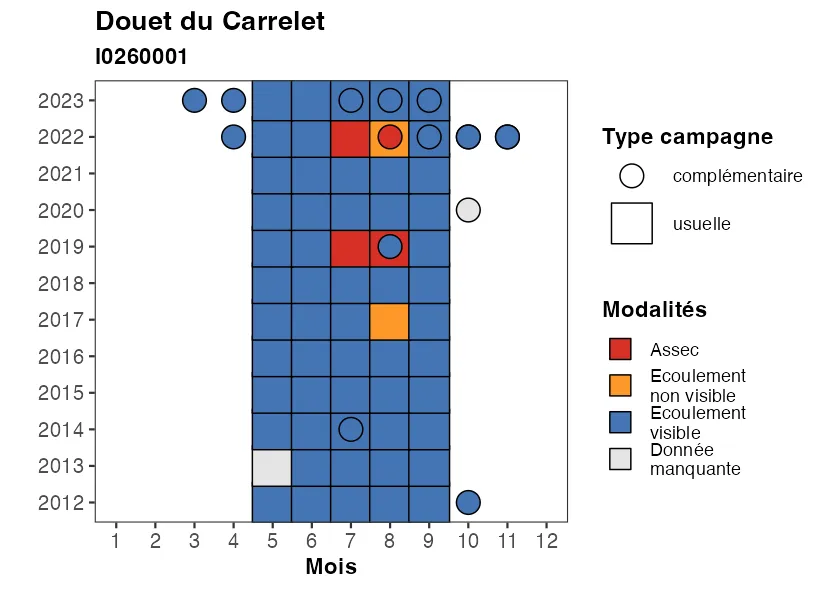 Douet du Carrelet
I0260001
2023
2022
2021
2020
2019
2018
2017
2016
2015
2014
2013
2012
1 2 3 4 5 6 7 8 9 10 11 12
Mois
Type campagne
complémentaire
usuelle
Modalités
Assec
Ecoulement
non visible
Ecoulement
visible
Donnée
manquante